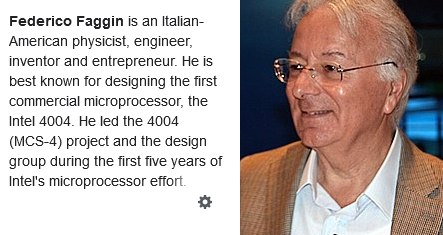 Federico Faggin is an Italian-
American physicist, engineer,
inventor and entrepreneur. He is
best known for designing the first
commercial microprocessor, the
Intel 4004. He led the 4004
(MCS-4) project and the design
group during the first five years of
Intel's microprocessor effort.